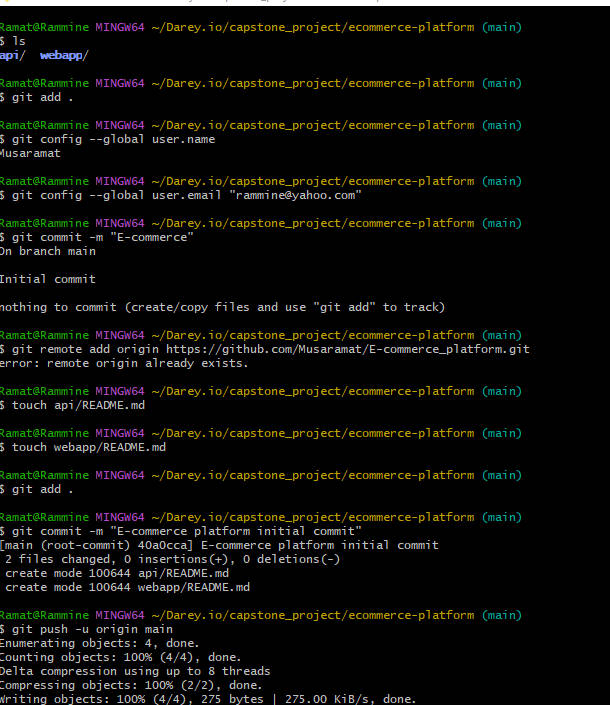 Ramat@Rammine MINGW64 ~/Darey.io/capstone_project/ecommerce-platform (main)
$ ls
api/  webapp/
Ramat@Rammine MINGW64 ~/Darey.io/capstone_project/ecommerce-platform (main)
$ git add .
Ramat@Rammine MINGW64 ~/Darey.io/capstone_project/ecommerce-platform (main)
$ git config --global user.name
Musaramat
Ramat@Rammine MINGW64 ~/Darey.io/capstone_project/ecommerce-platform (main)
$ git config --global user.email "rammine@yahoo.com"
Ramat@Rammine MINGW64 ~/Darey.io/capstone_project/ecommerce-platform (main)
$ git commit -m "E-commerce"
On branch main
Initial commit
nothing to commit (create/copy files and use "git add" to track)
Ramat@Rammine MINGW64 ~/Darey.io/capstone_project/ecommerce-platform (main)
$ git remote add origin https://github.com/Musaramat/E-commerce_platform.git
error: remote origin already exists.
Ramat@Rammine MINGW64 ~/Darey.io/capstone_project/ecommerce-platform (main)
$ touch api/README.md
Ramat@Rammine MINGW64 ~/Darey.io/capstone_project/ecommerce-platform (main)
$ touch webapp/README.md
Ramat@Rammine MINGW64 ~/Darey.io/capstone_project/ecommerce-platform (main)
$ git add .
Ramat@Rammine MINGW64 ~/Darey.io/capstone_project/ecommerce-platform (main)
$ git commit -m "E-commerce platform initial commit"
[main (root-commit) 40a0cca] E-commerce platform initial commit
 2 files changed, 0 insertions(+), 0 deletions(-)
 create mode 100644 api/README.md
 create mode 100644 webapp/README.md
Ramat@Rammine MINGW64 ~/Darey.io/capstone_project/ecommerce-platform (main)
$ git push -u origin main
Enumerating objects: 4, done.
Counting objects: 100% (4/4), done.
Delta compression using up to 8 threads
Compressing objects: 100% (2/2), done.
Writing objects: 100% (4/4), 275 bytes | 275.00 KiB/s, done.